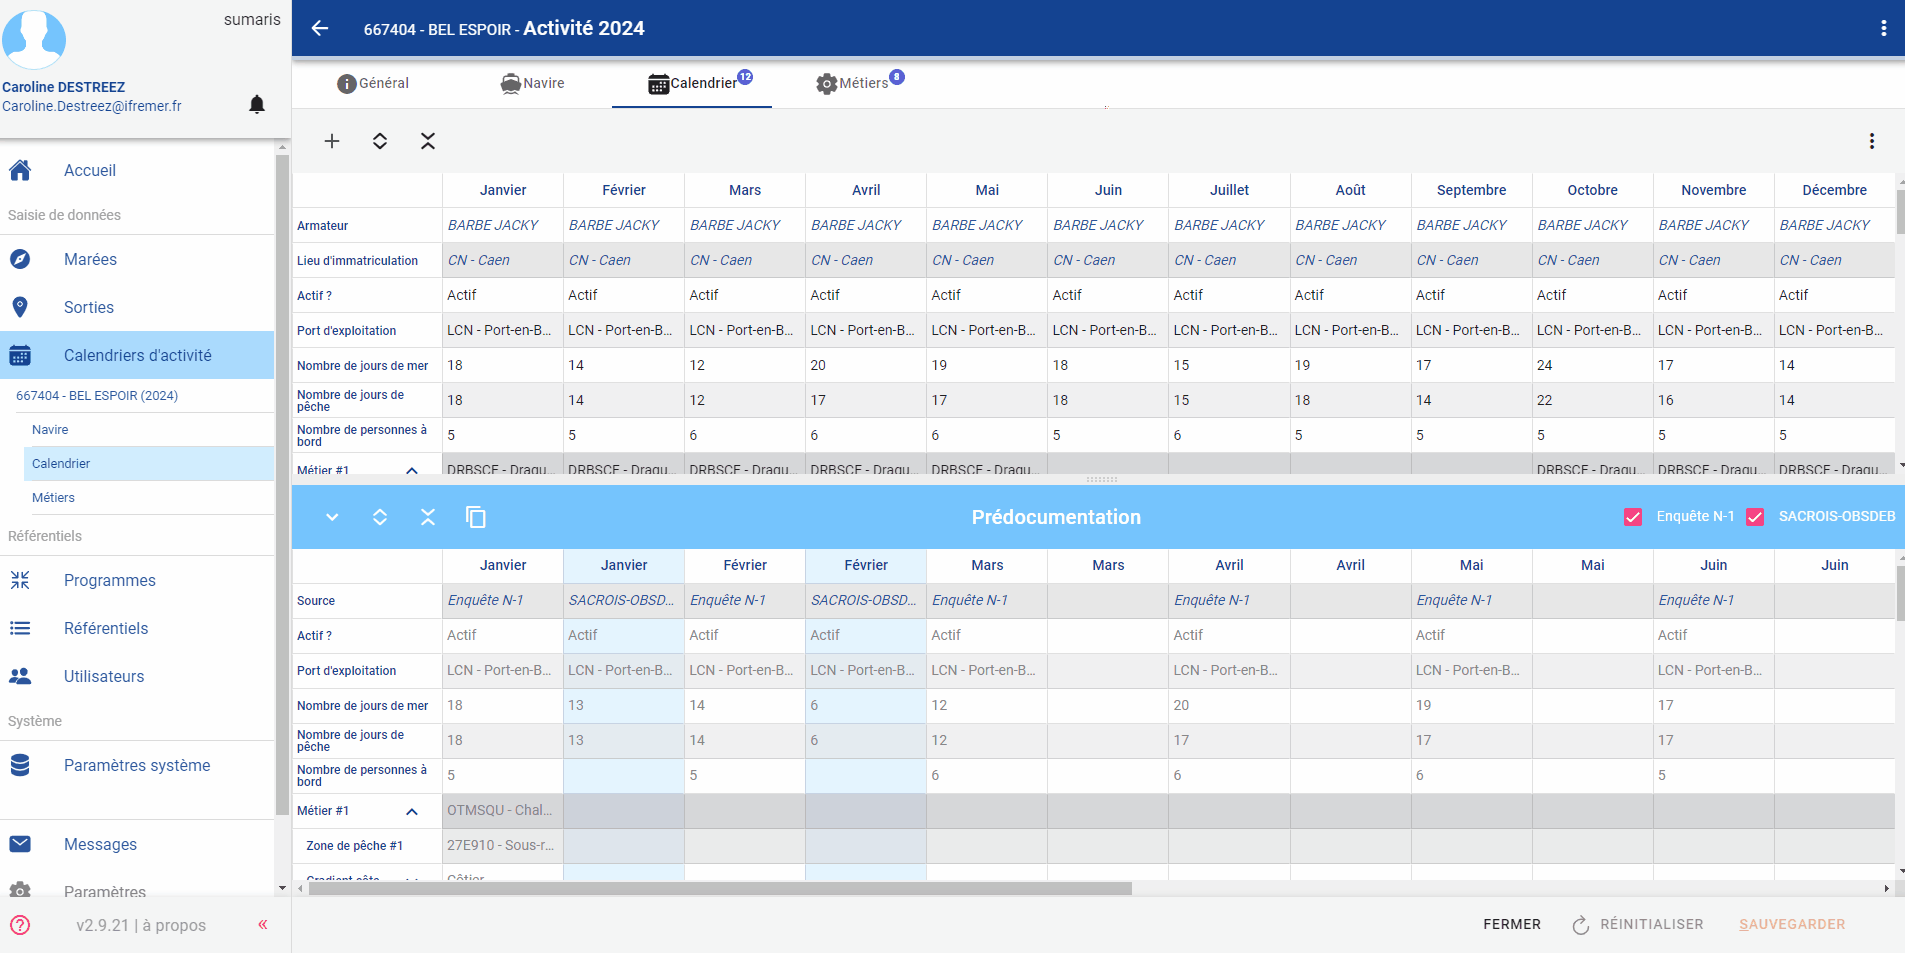 sumaris
Caroline DESTREEZ
Caroline.Destreez@ifremer.fr
Accueil
Saisie de données
Marées
Sorties
Calendriers d'activité
667404 - BEL ESPOIR (2024)
Navire
Calendrier
Métiers
Référentiels
Programmes
Référentiels
Utilisateurs
Système
Paramètres système
Messages
Paramètres
v2.9.21 | à propos
667404 - BEL ESPOIR - Activité 2024
Général Navire Calendrier 12 Métiers 8
Janvier Février Mars Avril Mai Juin Juillet Août Septembre Octobre Novembre Décembre
Armateur BARBE JACKY BARBE JACKY BARBE JACKY BARBE JACKY BARBE JACKY BARBE JACKY BARBE JACKY BARBE JACKY BARBE JACKY BARBE JACKY BARBE JACKY BARBE JACKY
Lieu d'immatriculation CN - Caen CN - Caen CN - Caen CN - Caen CN - Caen CN - Caen CN - Caen CN - Caen CN - Caen CN - Caen CN - Caen CN - Caen
Actif ? Actif Actif Actif Actif Actif Actif Actif Actif Actif Actif Actif Actif
Port d'exploitation LCN - Port-en-B... LCN - Port-en-B... LCN - Port-en-B... LCN - Port-en-B... LCN - Port-en-B... LCN - Port-en-B... LCN - Port-en-B... LCN - Port-en-B... LCN - Port-en-B... LCN - Port-en-B... LCN - Port-en-B... LCN - Port-en-B...
Nombre de jours de mer 18 14 12 20 19 18 15 19 17 24 17 14
Nombre de jours de pêche 18 14 12 17 17 18 15 18 14 22 16 14
Nombre de personnes à bord 5 5 6 6 6 5 6 5 5 5 5 5
Métier #1 DRBSCE - Dragu... DRBSCE - Dragu... DRBSCE - Dragu... DRBSCE - Dragu... DRBSCE - Dragu... DRBSCE - Dragu... DRBSCE - Dragu... DRBSCE - Dragu...
Prédocumentation Enquête N-1 SACROIS-OBSDEB
Janvier Janvier Février Février Mars Mars Avril Avril Mai Mai Juin Juin
Source Enquête N-1 SACROIS-OBSD... Enquête N-1 SACROIS-OBSD... Enquête N-1 Enquête N-1 Enquête N-1 Enquête N-1
Actif ? Actif Actif Actif Actif Actif Actif Actif Actif
Port d'exploitation LCN - Port-en-B... LCN - Port-en-B... LCN - Port-en-B... LCN - Port-en-B... LCN - Port-en-B... LCN - Port-en-B... LCN - Port-en-B... LCN - Port-en-B...
Nombre de jours de mer 18 13 14 6 12 20 19 17
Nombre de jours de pêche 18 13 14 6 12 17 17 17
Nombre de personnes à bord 5 5 6 6 6 5
Métier #1 OTMSQU - Chal...
Zone de pêche #1 27E910 - Sous-r...
Gradient côte Côtier
FERMER RÉINITIALISER SAUVEGARDER